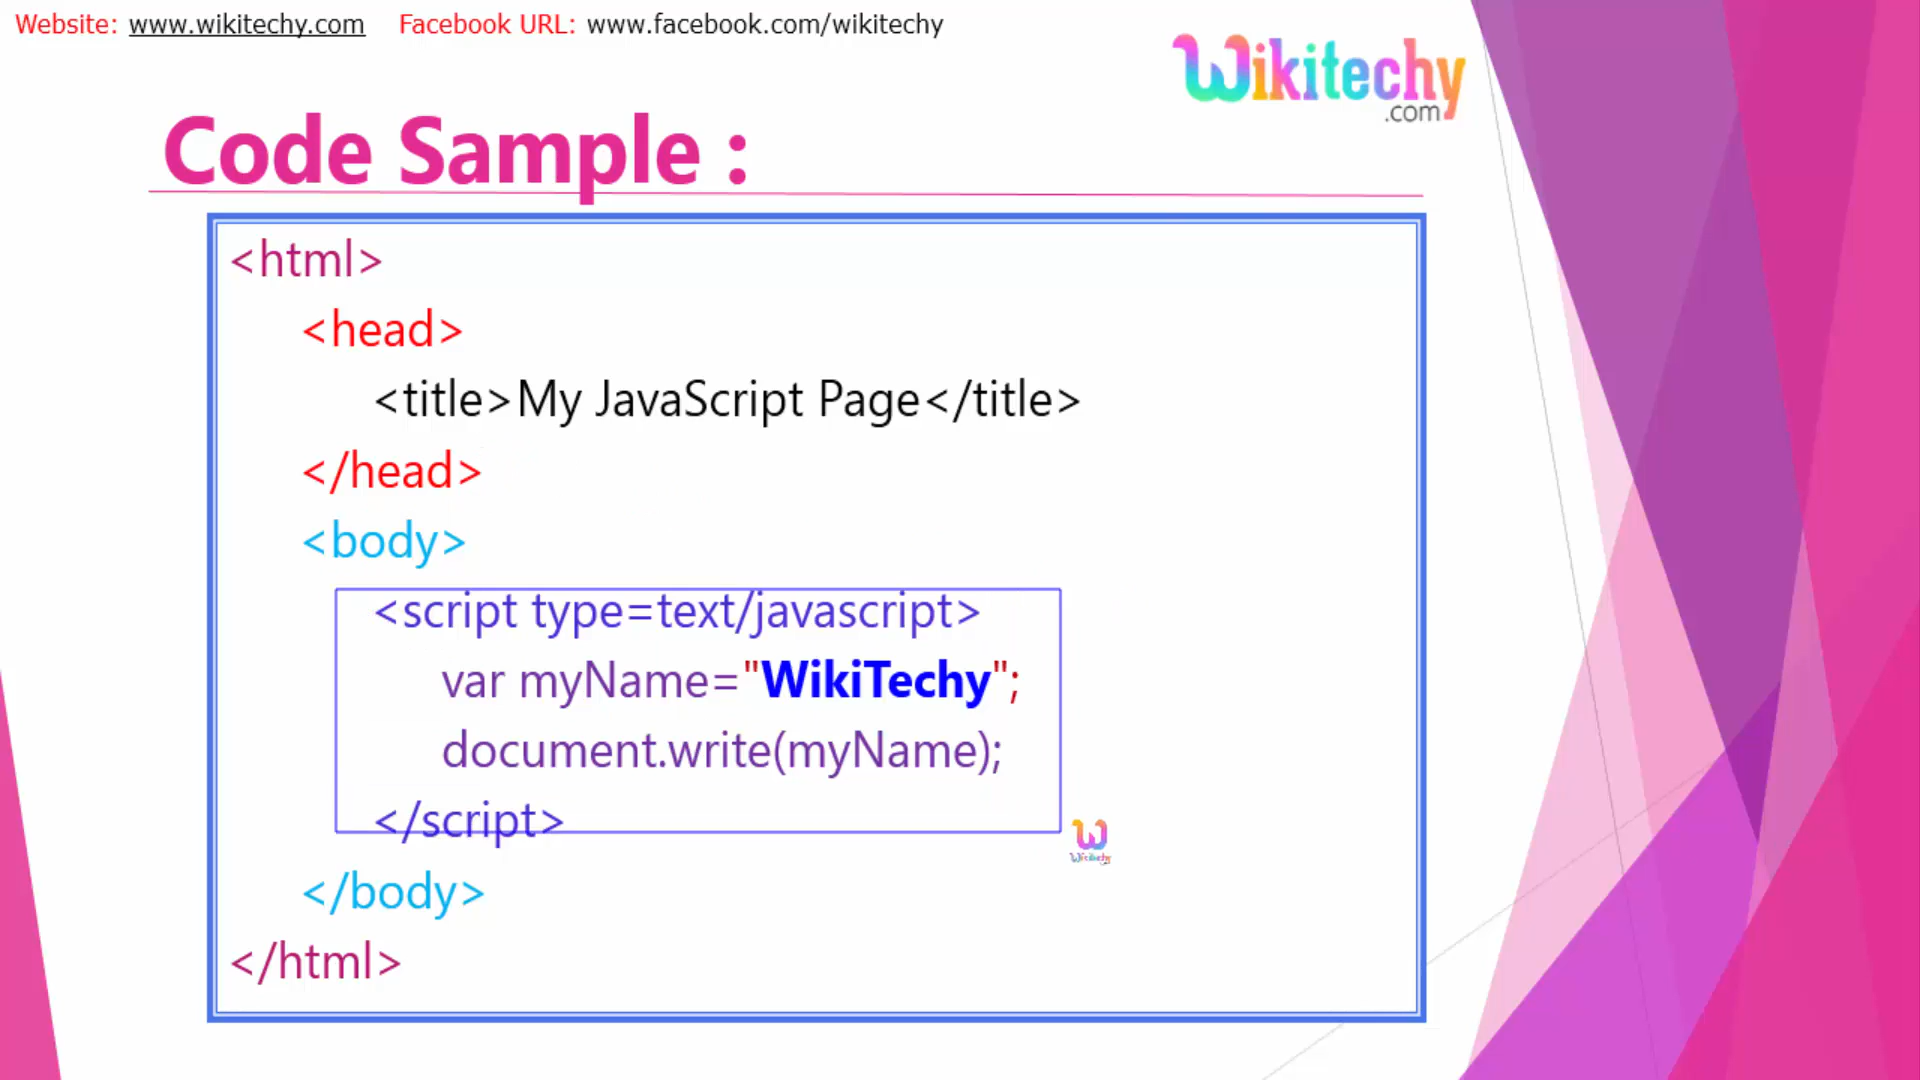 Website: www.wikitechy.com Facebook URL: www.facebook.com/wikitechy
Wikitechy
.com
Code Sample :
<html>
<head>
<title>My JavaScript Page</title>
</head>
<body>
<script type=text/javascript>
var myName="WikiTechy";
document.write(myName);
</script>
W
Wikitechy
</body>
</html>